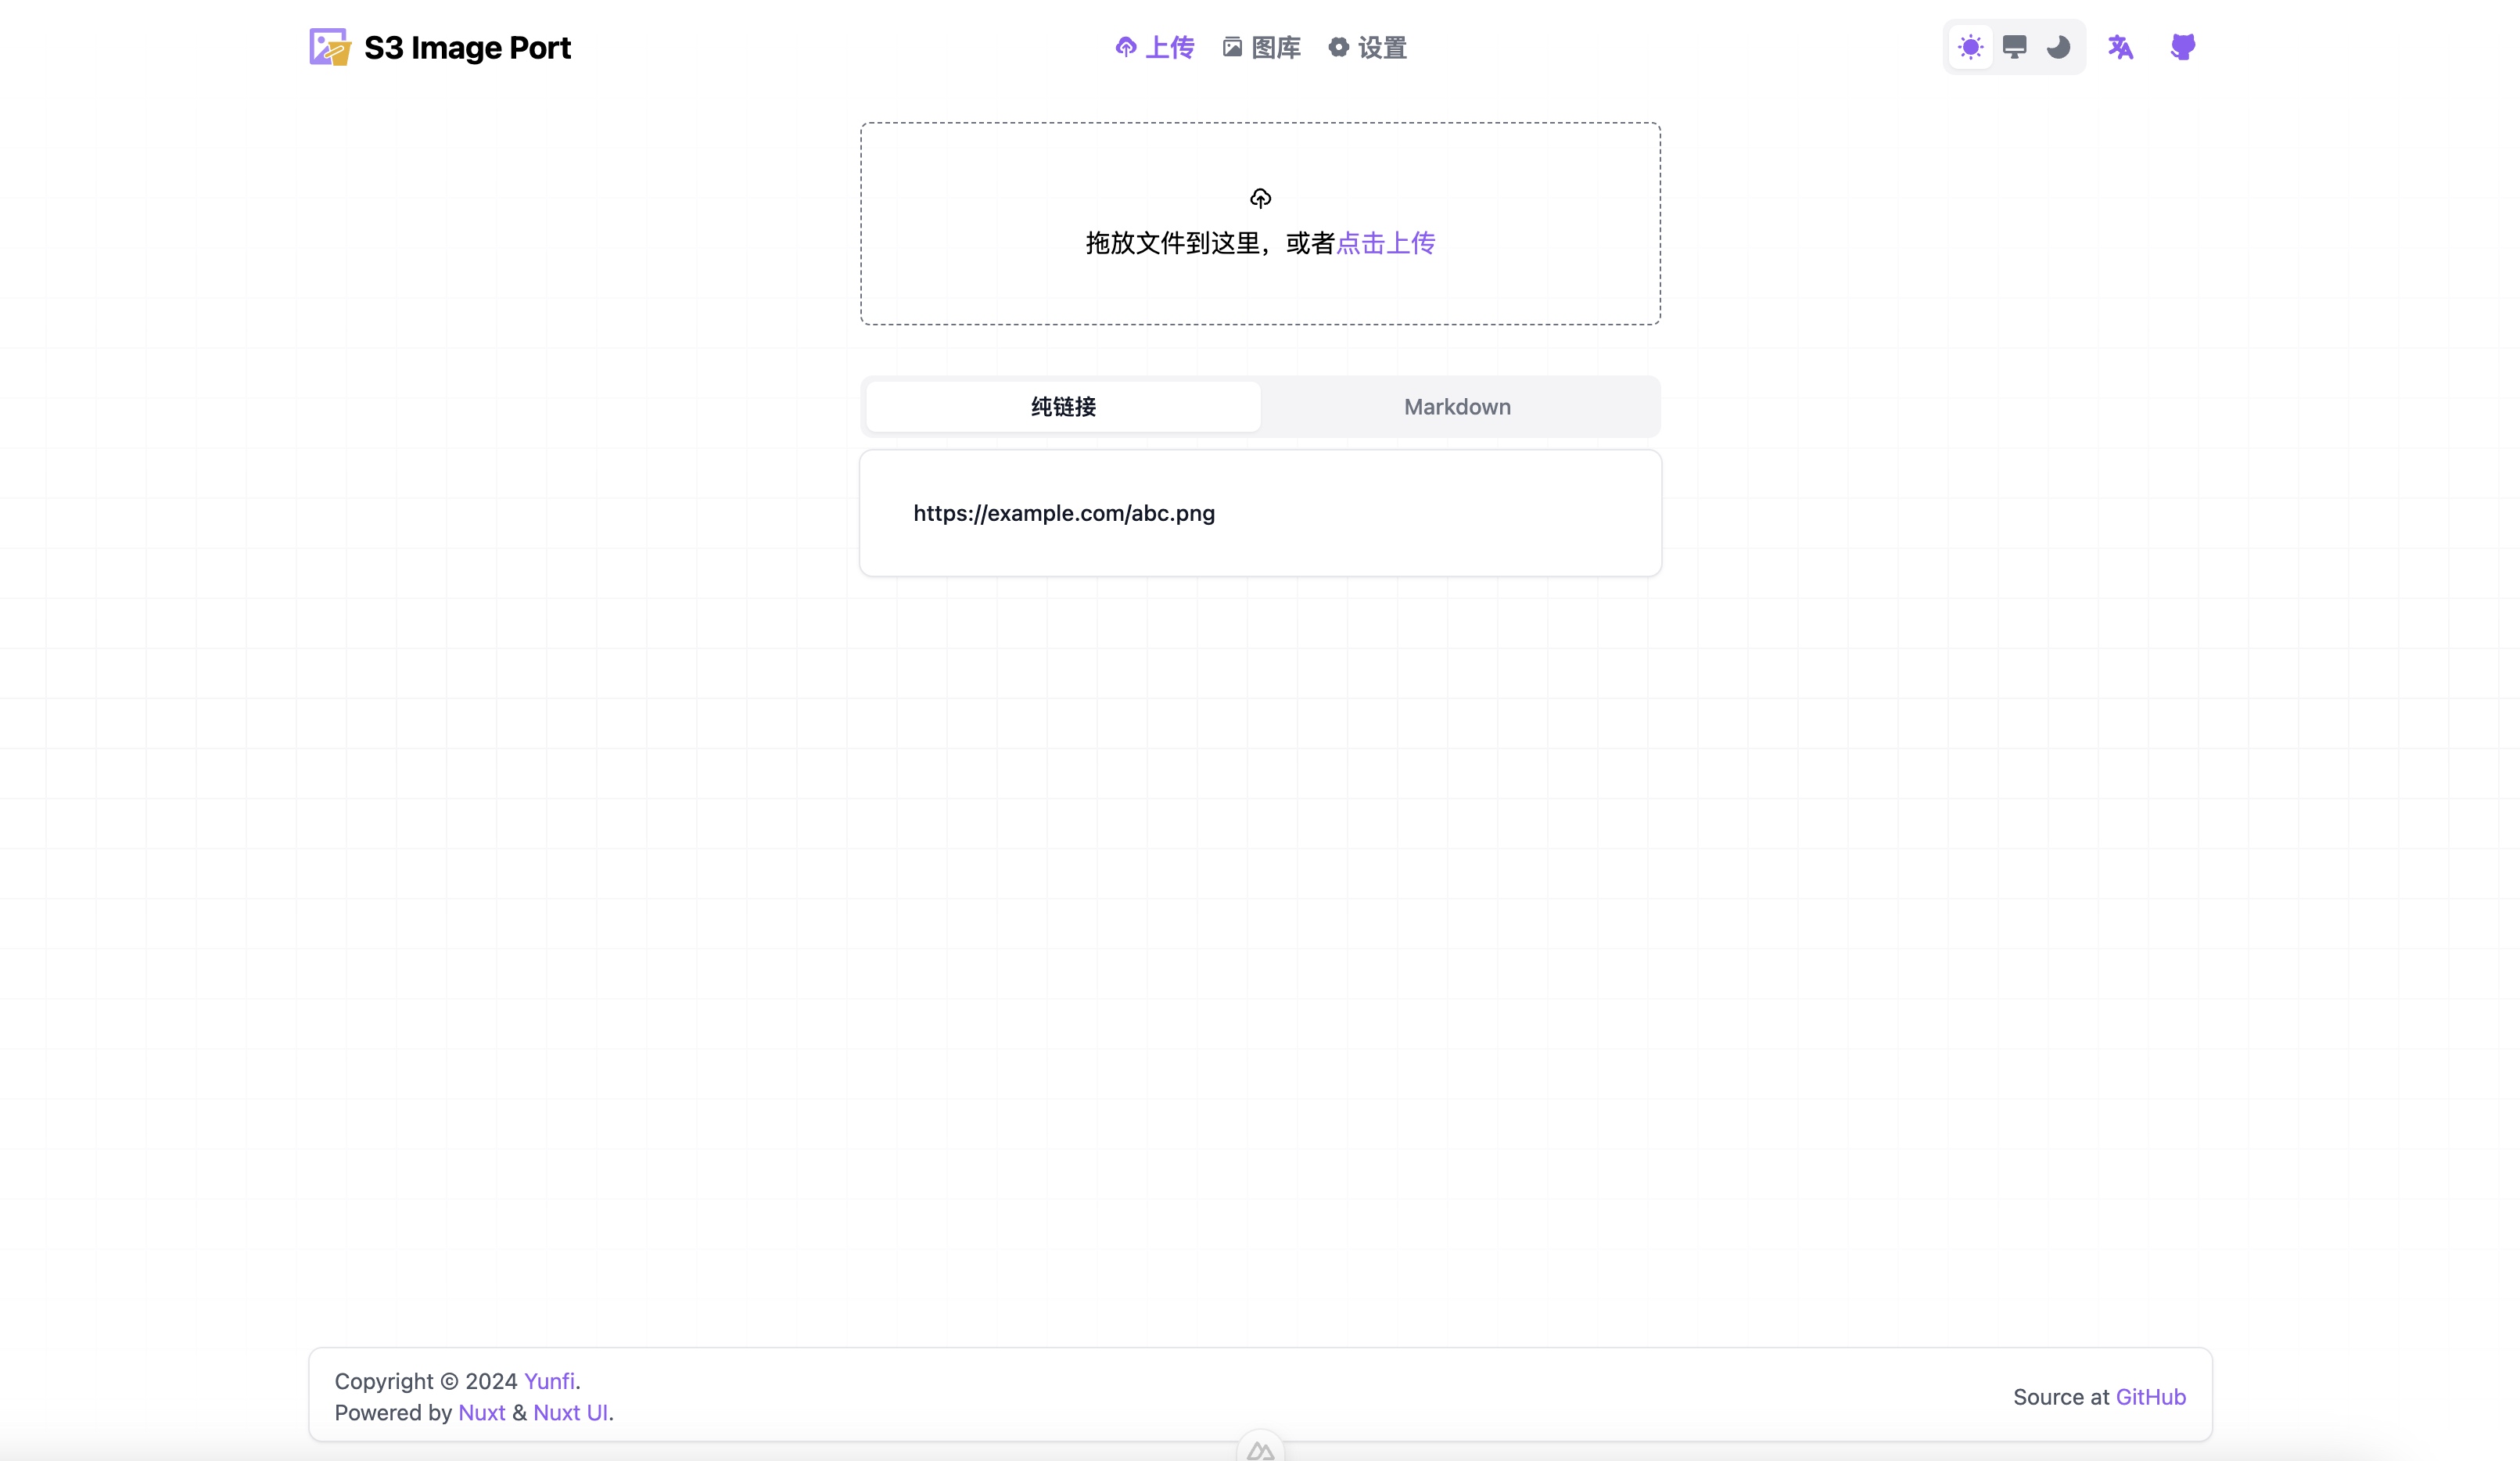 S3 Image Port
上传 图库 设置
拖放文件到这里，或者点击上传
纯链接 Markdown
https://example.com/abc.png
Copyright © 2024 Yunfi.
Powered by Nuxt & Nuxt UI.
Source at GitHub